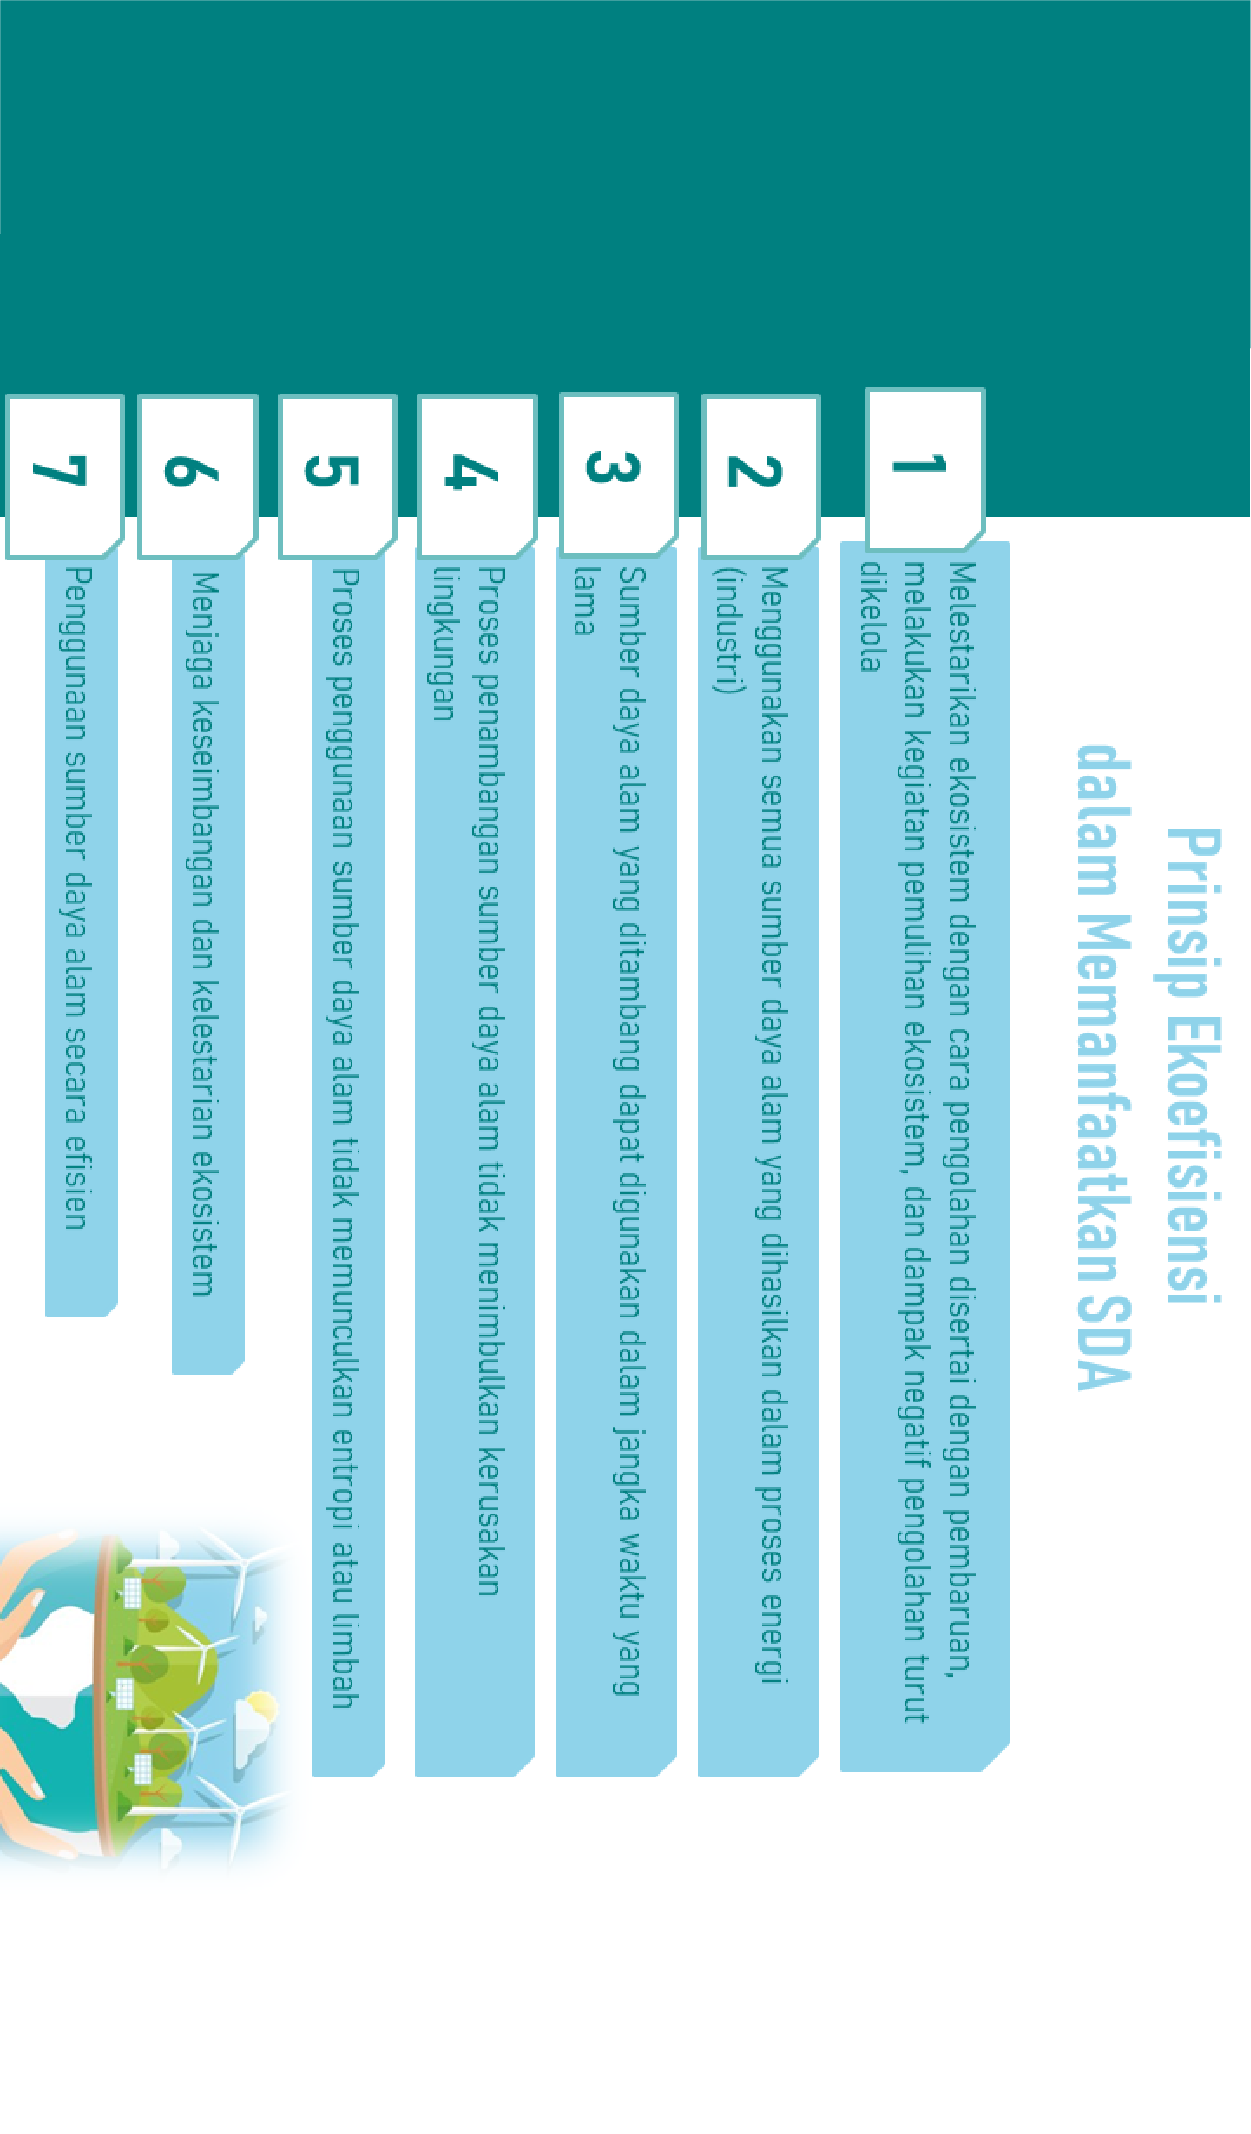 Prinsip Ekoefisiensi
dalam Memanfaatkan SDA
1
Melestarikan ekosistem dengan cara pengolahan disertai dengan pembaruan,
melakukan kegiatan pemulihan ekosistem, dan dampak negatif pengolahan turut
dikelola
2
Menggunakan semua sumber daya alam yang dihasilkan dalam proses energi
(industri)
3
Sumber daya alam yang ditambang dapat digunakan dalam jangka waktu yang
lama
4
Proses penambangan sumber daya alam tidak menimbulkan kerusakan
lingkungan
5
Proses penggunaan sumber daya alam tidak memunculkan entropi atau limbah
6
Menjaga keseimbangan dan kelestarian ekosistem
7
Penggunaan sumber daya alam secara efisien